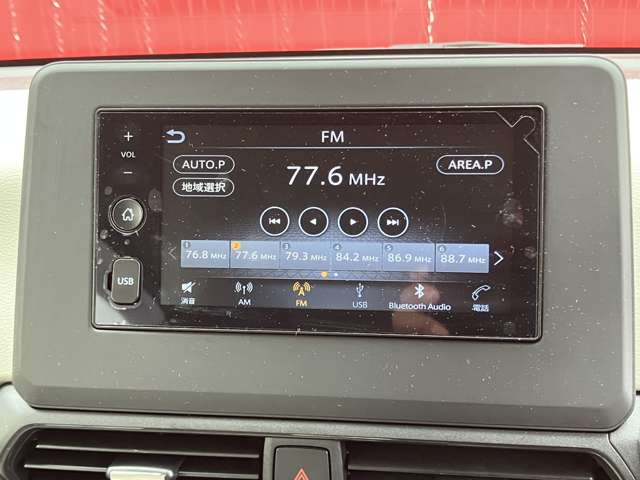 FM
+
VOL
−
AUTO.P
77.6 MHz
AREA.P
地域選択
1 2 3 4 5 6
76.8 MHz 77.6 MHz 79.3 MHz 84.2 MHz 86.9 MHz 88.7 MHz
USB
消音 AM FM USB Bluetooth Audio 電話